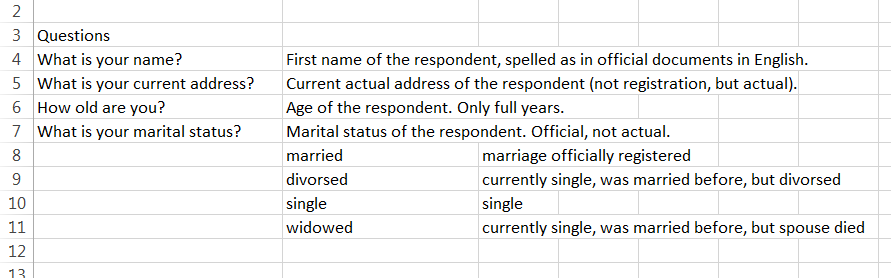 2
3 Questions
4 What is your name? First name of the respondent, spelled as in official documents in English.
5 What is your current address? Current actual address of the respondent (not registration, but actual).
6 How old are you? Age of the respondent. Only full years.
7 What is your marital status? Marital status of the respondent. Official, not actual.
8 married marriage officially registered
9 divorsed currently single, was married before, but divorsed
10 single single
11 widowed currently single, was married before, but spouse died
12
13